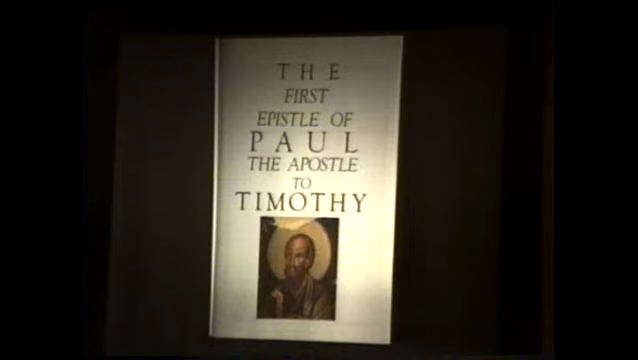 THE
FIRST
EPISTLE OF
PAUL
THE APOSTLE
TO
TIMOTHY